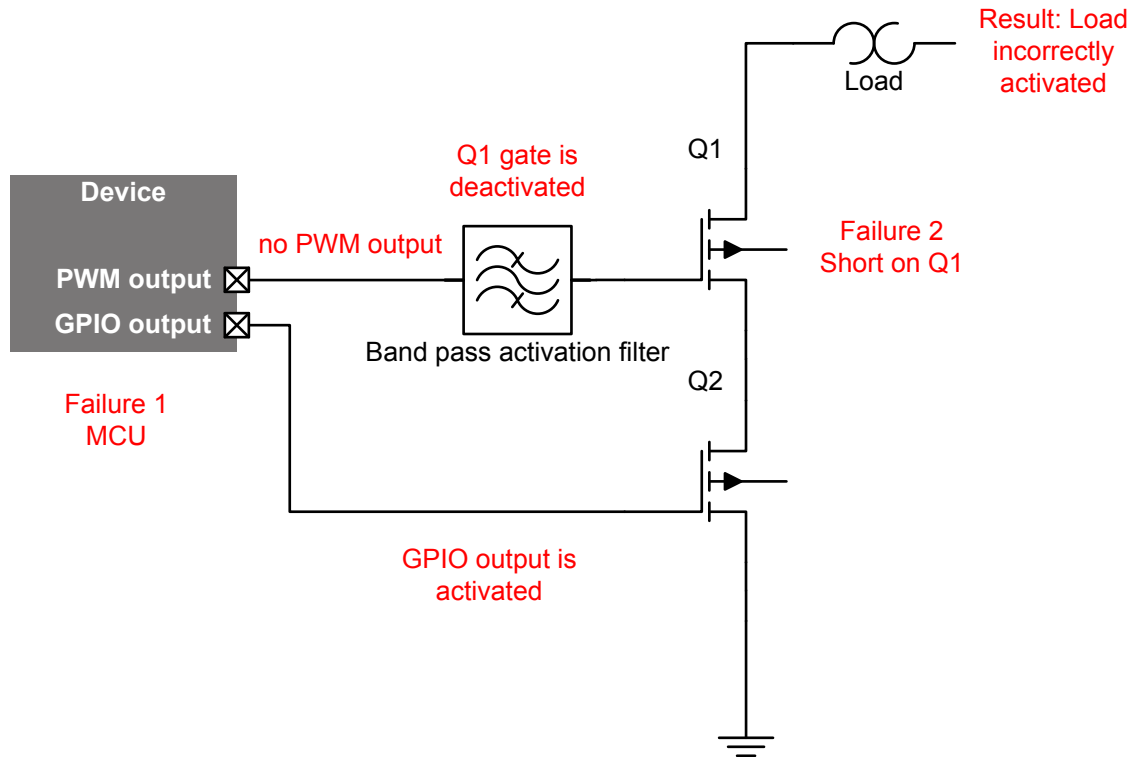 Result: Load
incorrectly
activated
Load
Q1
Q1 gate is
deactivated
Device
no PWM output
Failure 2
Short on Q1
PWM output
GPIO output
Band pass activation filter
Q2
Failure 1
MCU
GPIO output is
activated